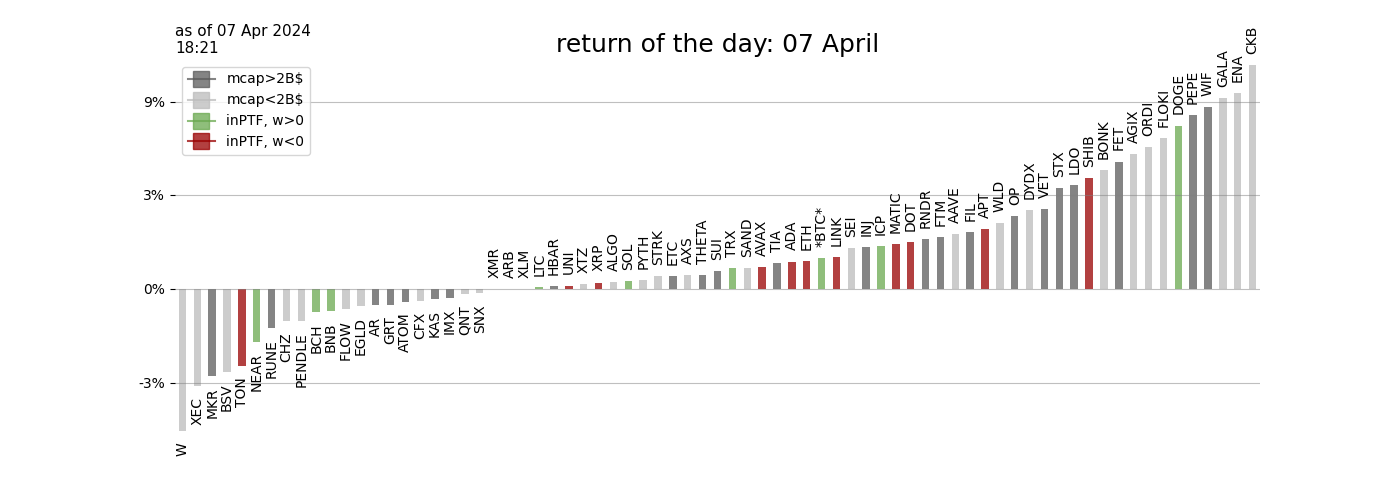 as of 07 Apr 2024
18:21
return of the day: 07 April
mcap>2B$
mcap<2B$
inPTF, w>0
inPTF, w<0
9%
3%
0%
-3%
W
XEC
MKR
BSV
TON
NEAR
RUNE
CHZ
PENDLE
BCH
BNB
FLOW
EGLD
AR
GRT
ATOM
CFX
KAS
IMX
QNT
SNX
XMR
ARB
XLM
LTC
HBAR
UNI
XTZ
XRP
ALGO
SOL
PYTH
STRK
ETC
AXS
THETA
SUI
TRX
SAND
AVAX
TIA
ADA
ETH
*BTC*
LINK
SEI
INJ
ICP
MATIC
DOT
RNDR
FTM
AAVE
FIL
APT
WLD
OP
DYDX
VET
STX
LDO
SHIB
BONK
FET
AGIX
ORDI
FLOKI
DOGE
PEPE
WIF
GALA
ENA
CKB